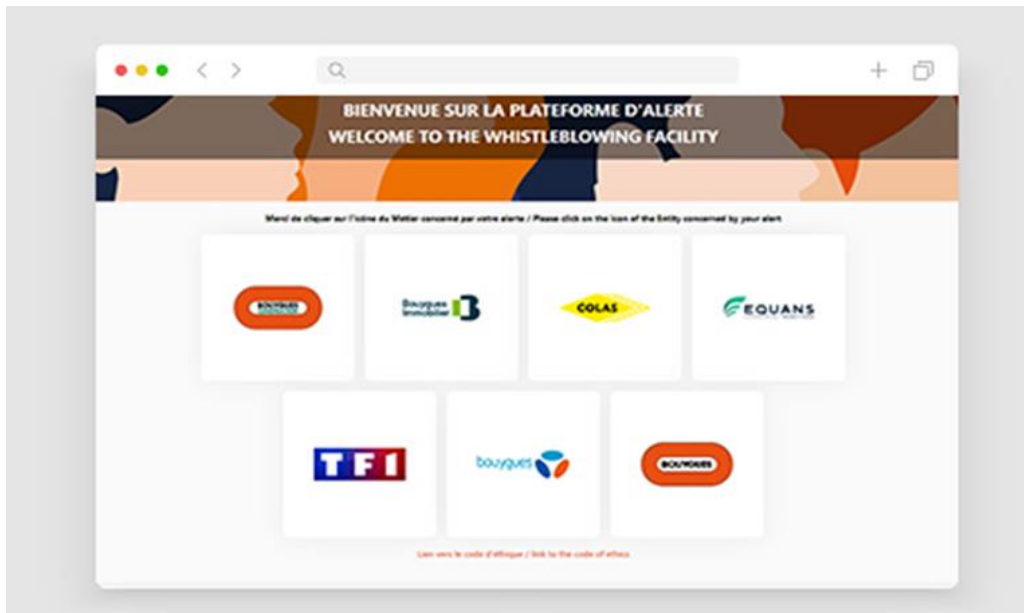 BIENVENUE SUR LA PLATEFORME D'ALERTE
WELCOME TO THE WHISTLEBLOWING FACILITY
Merci de cliquer sur l'icône du Métier concerné par votre alerte / Please click on the icon of the Entity concerned by your alert
BOUYGUES
Bouygues
Immobilier
COLAS
EQUANS
TF1
bouygues
BOUYGUES
Lien vers le code d'éthique / link to the code of ethics